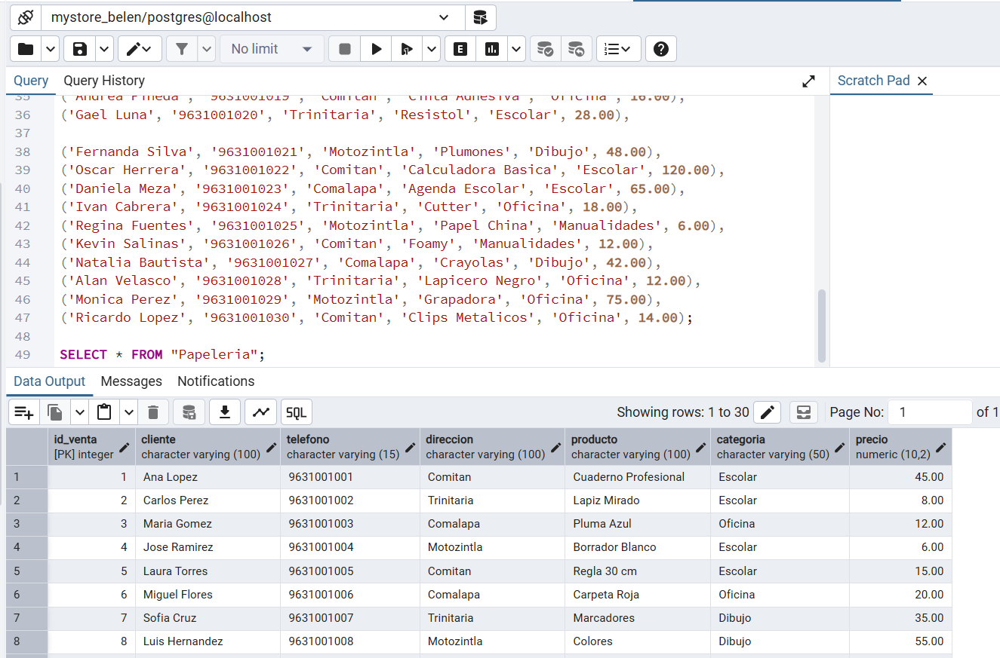 mystore_belen/postgres@localhost
No limit
E
Query Query History Scratch Pad
35 ('Andrea Pineda', '9631001019', 'Comitan', 'Cinta Adhesiva', 'Oficina', 16.00),
36 ('Gael Luna', '9631001020', 'Trinitaria', 'Resistol', 'Escolar', 28.00),
37
38 ('Fernanda Silva', '9631001021', 'Motozintla', 'Plumones', 'Dibujo', 48.00),
39 ('Oscar Herrera', '9631001022', 'Comitan', 'Calculadora Basica', 'Escolar', 120.00),
40 ('Daniela Meza', '9631001023', 'Comalapa', 'Agenda Escolar', 'Escolar', 65.00),
41 ('Ivan Cabrera', '9631001024', 'Trinitaria', 'Cutter', 'Oficina', 18.00),
42 ('Regina Fuentes', '9631001025', 'Motozintla', 'Papel China', 'Manualidades', 6.00),
43 ('Kevin Salinas', '9631001026', 'Comitan', 'Foamy', 'Manualidades', 12.00),
44 ('Natalia Bautista', '9631001027', 'Comalapa', 'Crayolas', 'Dibujo', 42.00),
45 ('Alan Velasco', '9631001028', 'Trinitaria', 'Lapicero Negro', 'Oficina', 12.00),
46 ('Monica Perez', '9631001029', 'Motozintla', 'Grapadora', 'Oficina', 75.00),
47 ('Ricardo Lopez', '9631001030', 'Comitan', 'Clips Metalicos', 'Oficina', 14.00);
48
49 SELECT * FROM "Papeleria";
Data Output Messages Notifications
SQL Showing rows: 1 to 30 Page No: 1 of 1
id_venta cliente telefono direccion producto categoria precio
[PK] integer character varying (100) character varying (15) character varying (100) character varying (100) character varying (50) numeric (10,2)
1 1 Ana Lopez 9631001001 Comitan Cuaderno Profesional Escolar 45.00
2 2 Carlos Perez 9631001002 Trinitaria Lapiz Mirado Escolar 8.00
3 3 Maria Gomez 9631001003 Comalapa Pluma Azul Oficina 12.00
4 4 Jose Ramirez 9631001004 Motozintla Borrador Blanco Escolar 6.00
5 5 Laura Torres 9631001005 Comitan Regla 30 cm Escolar 15.00
6 6 Miguel Flores 9631001006 Comalapa Carpeta Roja Oficina 20.00
7 7 Sofia Cruz 9631001007 Trinitaria Marcadores Dibujo 35.00
8 8 Luis Hernandez 9631001008 Motozintla Colores Dibujo 55.00